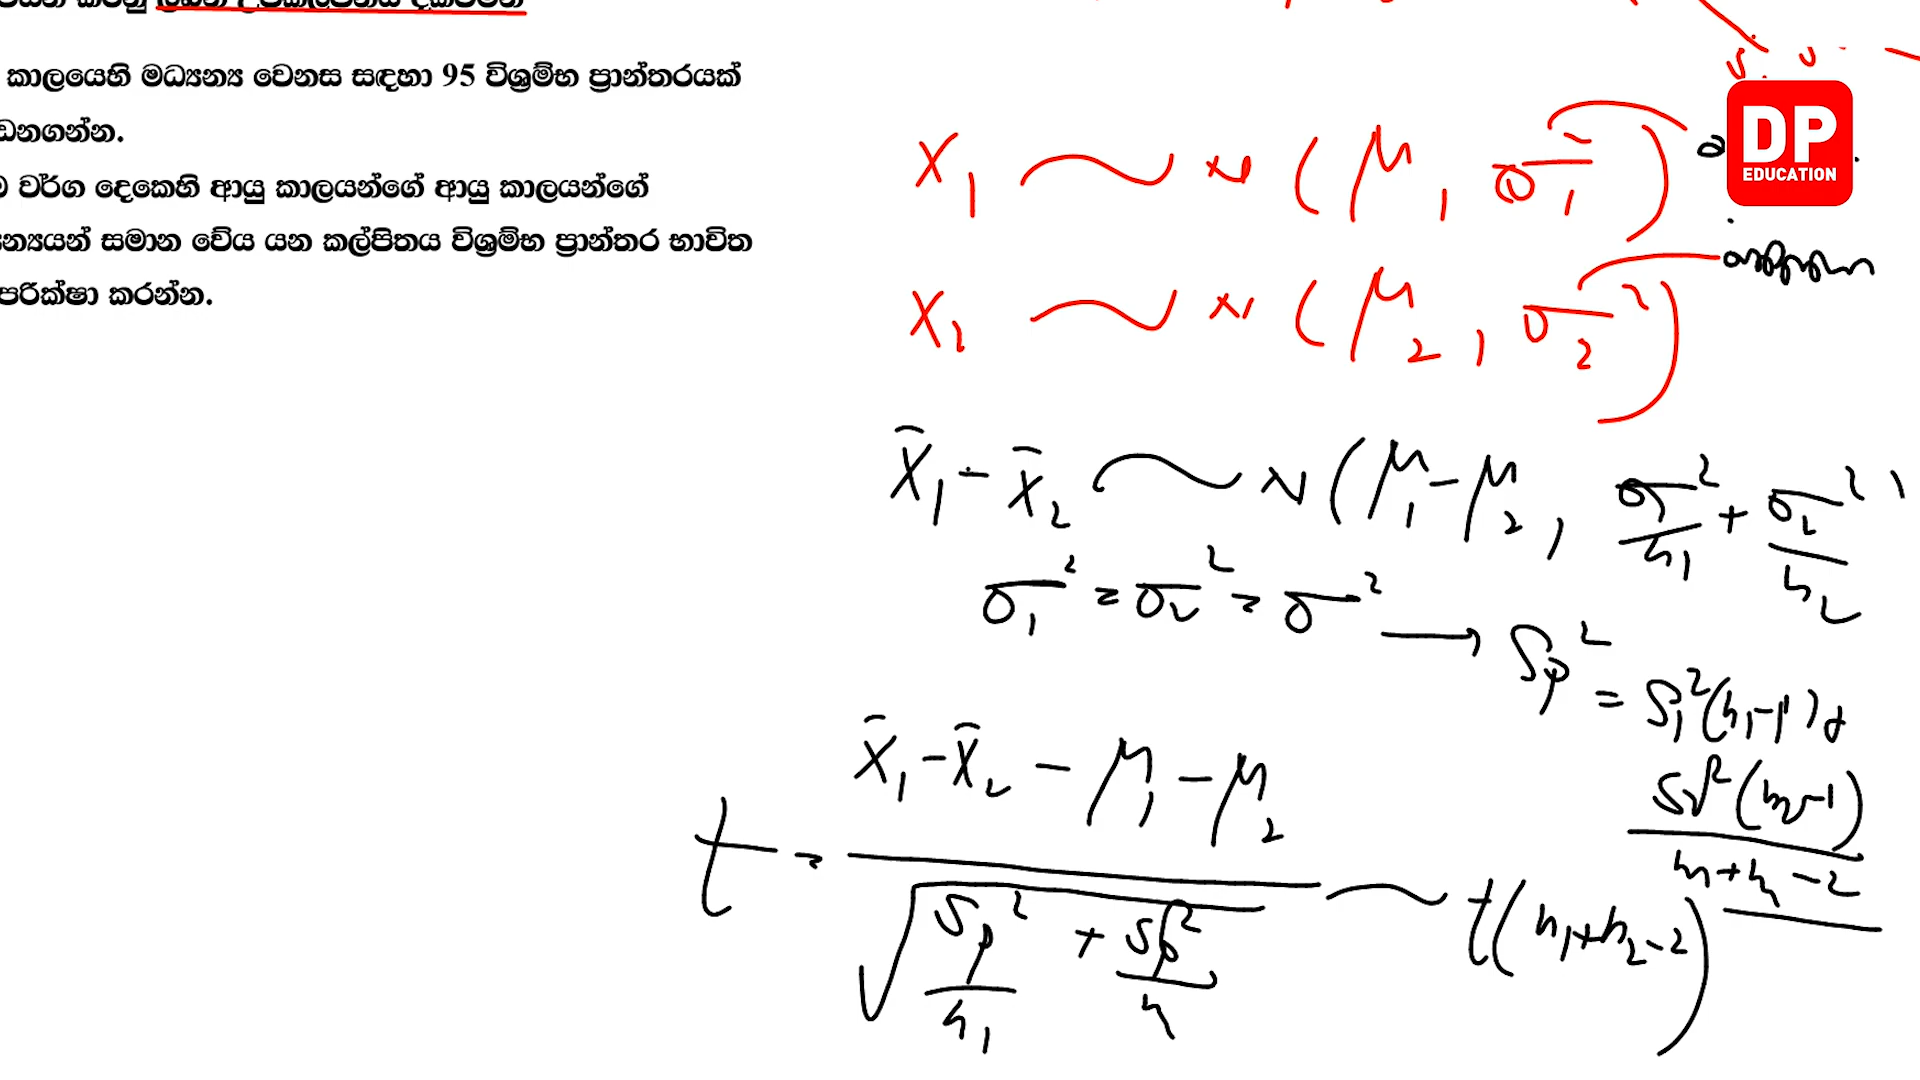 කාලයෙහි මධ්‍යන්‍ය වෙනස සඳහා 95 විශ්‍රම්භ ප්‍රාන්තරයක්
ඩනගන්න.
වර්ග දෙකෙහි ආයු කාලයන්ගේ ආයු කාලයන්ගේ
න්‍යයන් සමාන වේය යන කල්පිතය විශ්‍රම්භ ප්‍රාන්තර භාවිත
පරික්ෂා කරන්න.
DP
EDUCATION
X₁ ~ N (μ₁, σ₁²)
X₂ ~ N (μ₂, σ₂²)
X̄₁ - X̄₂ ~ N (μ₁ - μ₂, σ₁²/n₁ + σ₂²/n₂)
σ₁² = σ₂² = σ² → Sp² = S₁²(n₁-1) + S₂²(n₂-1) / n+n-2
t = X̄₁ - X̄₂ - μ₁ - μ₂ / √(Sp²/n₁ + Sp²/n) ~ t(n₁+n₂-2)